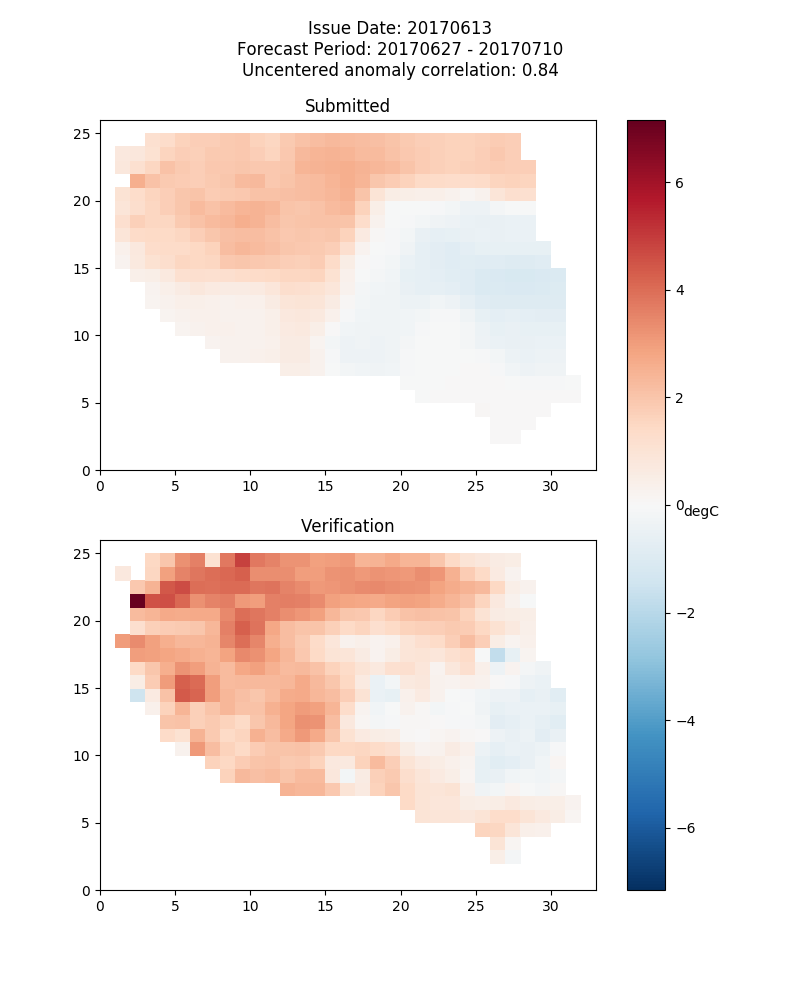 Issue Date: 20170613
Forecast Period: 20170627 - 20170710
Uncentered anomaly correlation: 0.84
Submitted
25
20
15
10
5
0
0 5 10 15 20 25 30
Verification
25
20
15
10
5
0
0 5 10 15 20 25 30
6
4
2
0
−2
−4
−6
degC